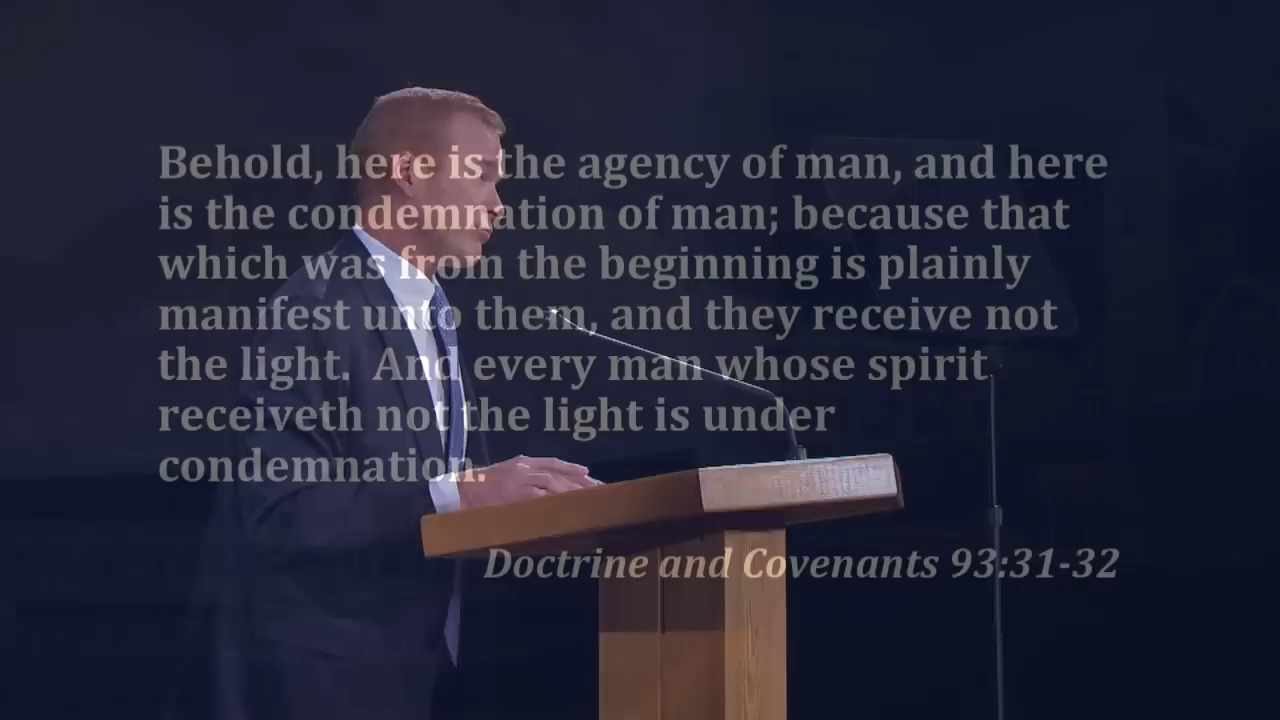 Behold, here is the agency of man, and here
is the condemnation of man; because that
which was from the beginning is plainly
manifest unto them, and they receive not
the light.  And every man whose spirit
receiveth not the light is under
condemnation.
Doctrine and Covenants 93:31-32